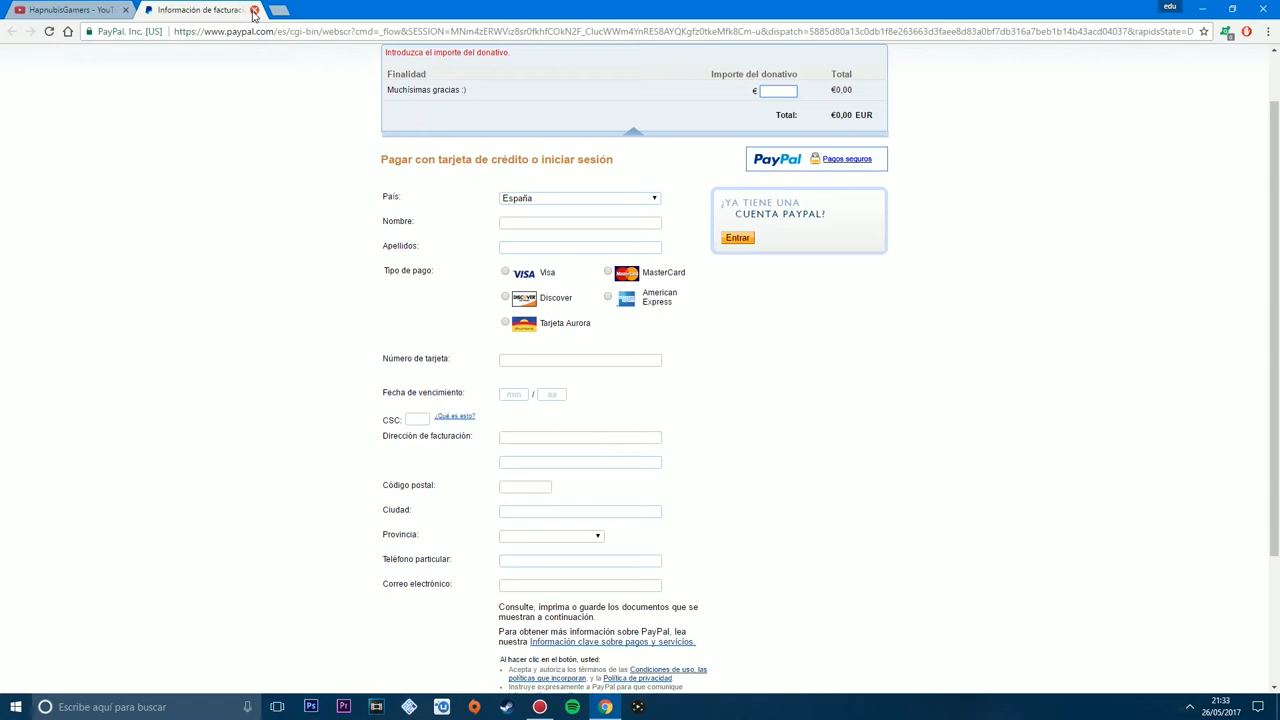 HapnubisGamers - YouT
Información de facturaci
edu
PayPal, Inc. [US]
https://www.paypal.com/es/cgi-bin/webscr?cmd=_flow&SESSION=
Introduzca el importe del donativo.
Finalidad Importe del donativo Total
Muchísimas gracias :) € €0,00
Total: €0,00 EUR
Pagar con tarjeta de crédito o iniciar sesión
PayPal Pagos seguros
País: España
¿YA TIENE UNA
CUENTA PAYPAL?
Entrar
Nombre:
Apellidos:
Tipo de pago: VISA Visa MasterCard MasterCard
DISCOVER Discover American
Express
Tarjeta Aurora
Número de tarjeta:
Fecha de vencimiento: mm / aa
CSC: ¿Qué es esto?
Dirección de facturación:
Código postal:
Ciudad:
Provincia:
Teléfono particular:
Correo electrónico:
Consulte, imprima o guarde los documentos que se
muestran a continuación.
Para obtener más información sobre PayPal, lea
nuestra Información clave sobre pagos y servicios.
Al hacer clic en el botón, usted:
• Acepta y autoriza los términos de las Condiciones de uso, las
políticas que incorporan, y la Política de privacidad.
• Instruye expresamente a PayPal para que comunique
Escribe aquí para buscar
Ps
Pr
21:33
26/05/2017